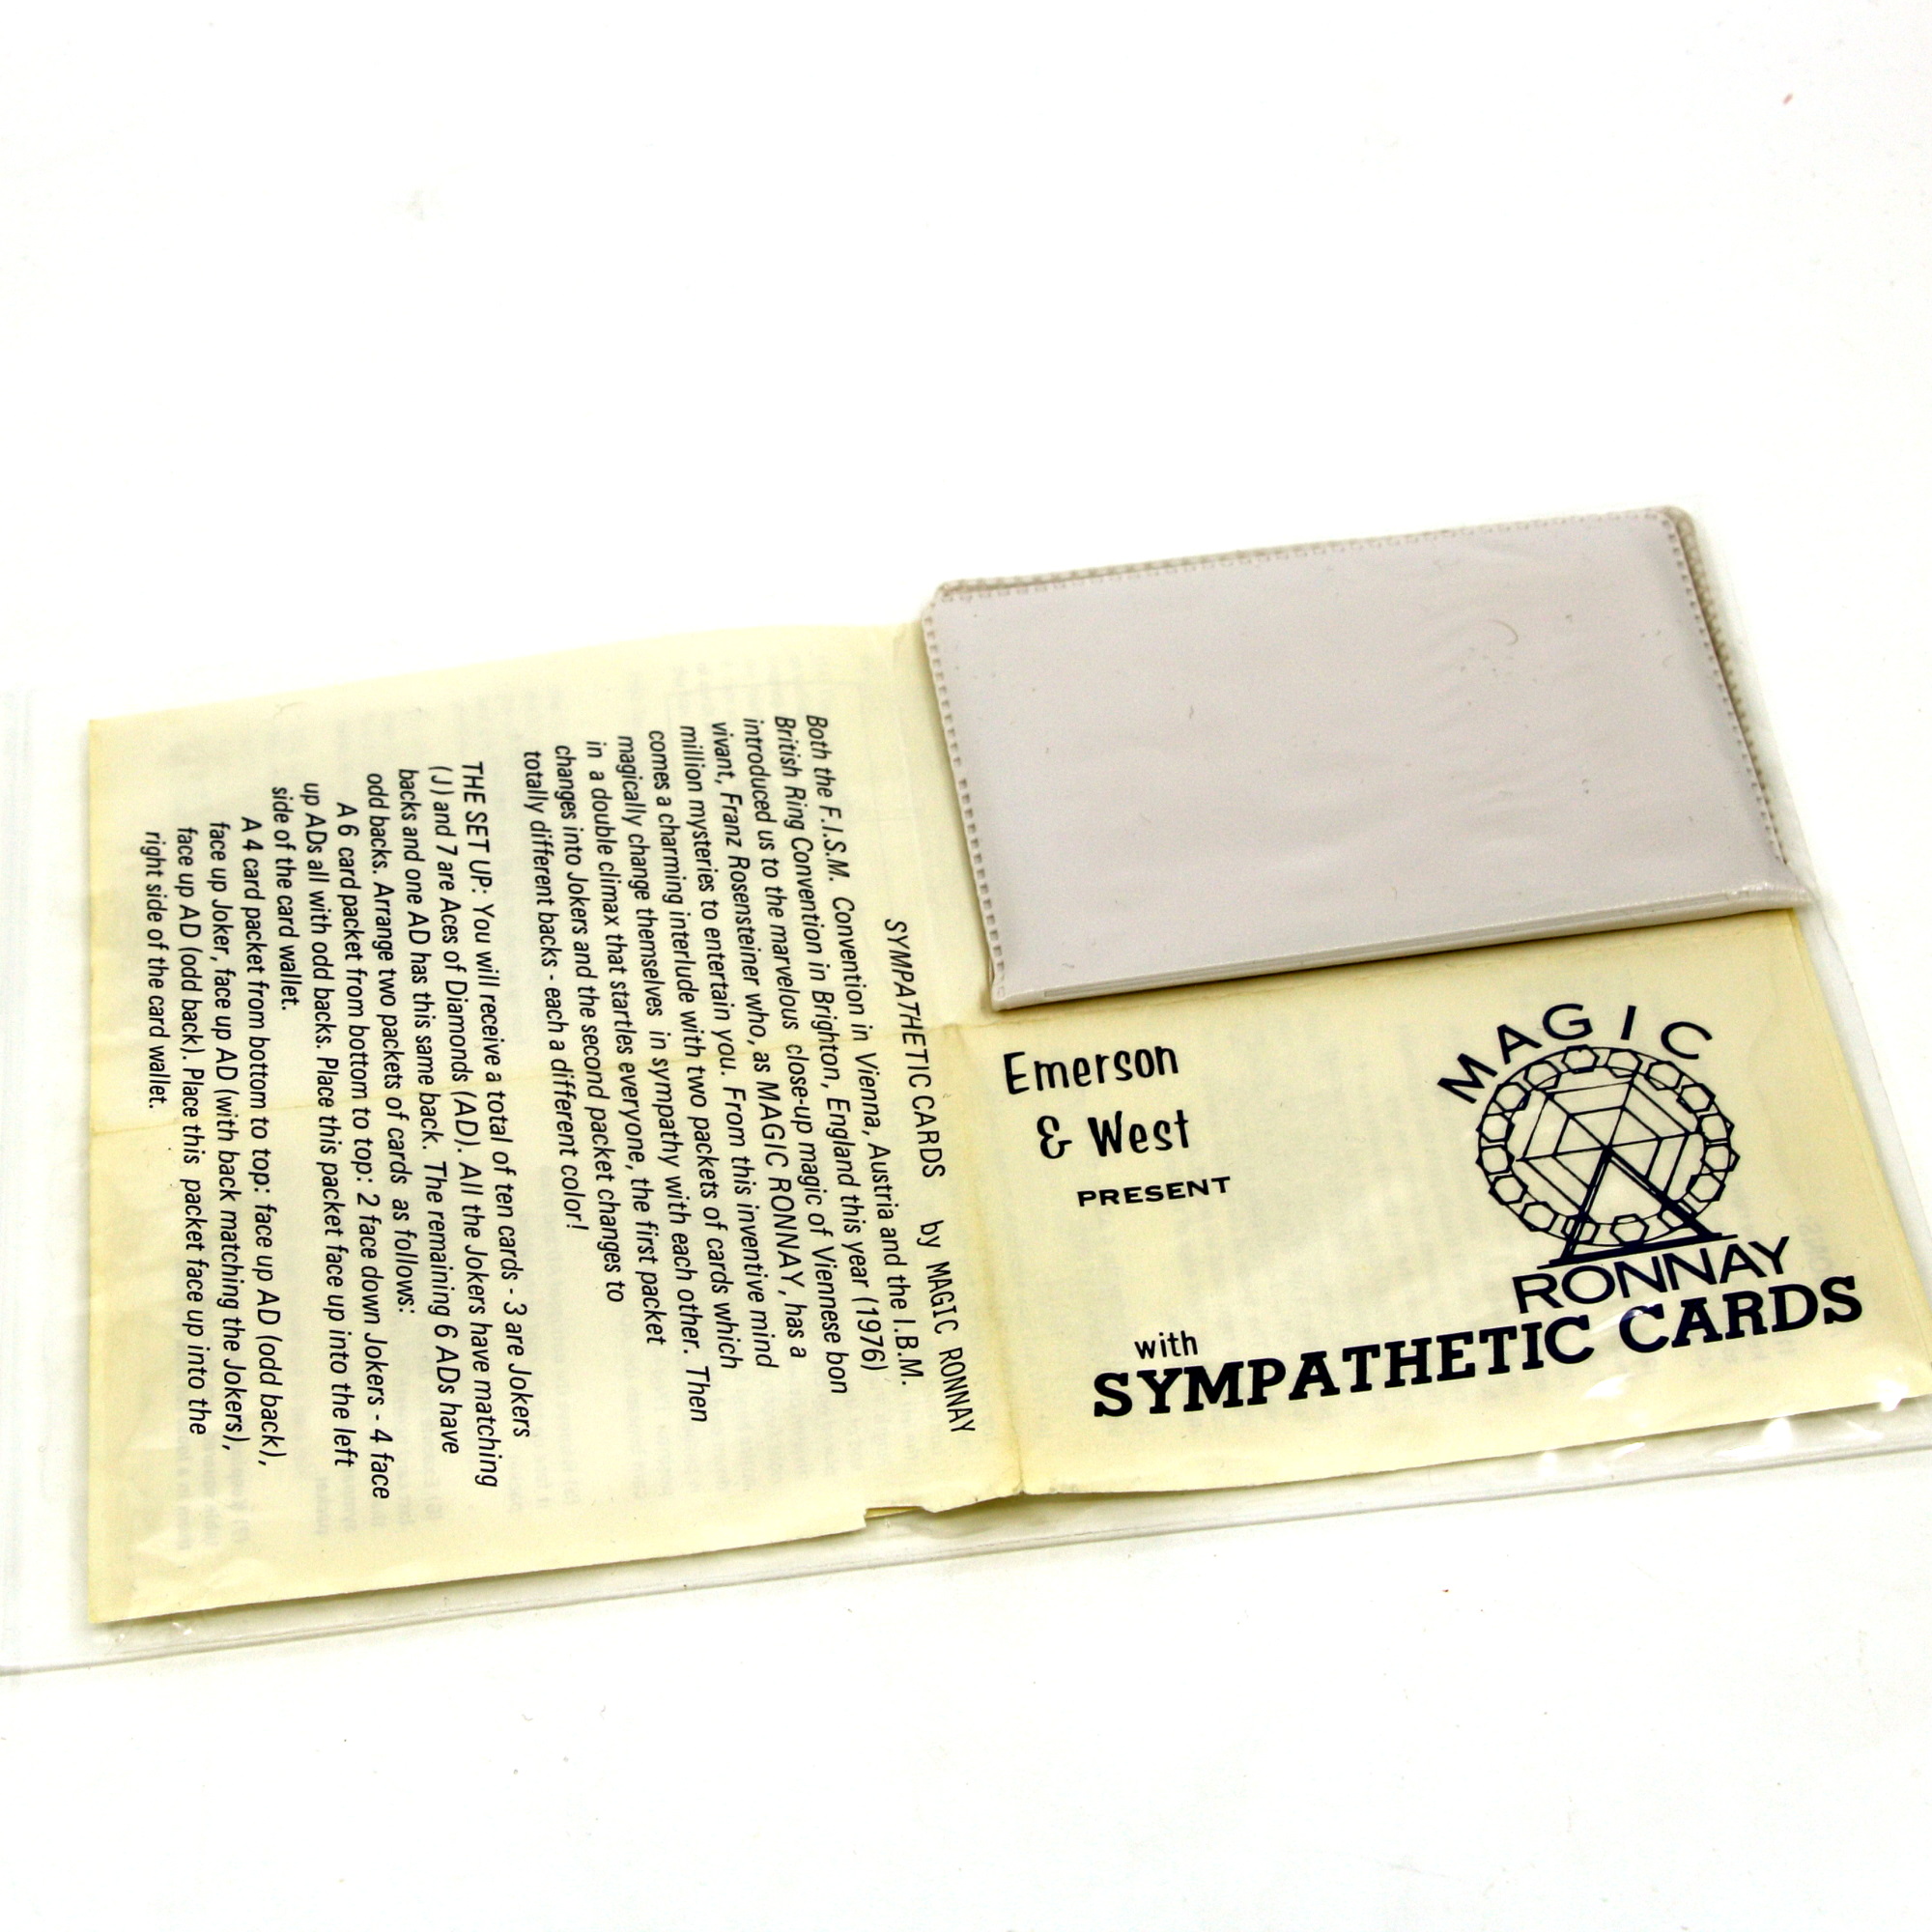 Emerson
& West
PRESENT
MAGIC
RONNAY
with
SYMPATHETIC CARDS
SYMPATHETIC CARDS by MAGIC RONNAY
Both the F.I.S.M. Convention in Vienna, Austria and the I.B.M.
British Ring Convention in Brighton, England this year (1976)
introduced us to the marvelous close-up magic of Viennese bon
vivant, Franz Rosensteiner who, as MAGIC RONNAY, has a
million mysteries to entertain you. From this inventive mind
comes a charming interlude with two packets of cards which
magically change themselves in sympathy with each other. Then
in a double climax that startles everyone, the first packet
changes into Jokers and the second packet changes to
totally different backs - each a different color!
THE SET UP: You will receive a total of ten cards - 3 are Jokers
(J) and 7 are Aces of Diamonds (AD). All the Jokers have matching
backs and one AD has this same back. The remaining 6 ADs have
odd backs. Arrange two packets of cards as follows:
A 6 card packet from bottom to top: 2 face down Jokers - 4 face
up ADs all with odd backs. Place this packet face up into the left
side of the card wallet.
A 4 card packet from bottom to top: face up AD (odd back),
face up Joker, face up AD (with back matching the Jokers),
face up AD (odd back). Place this packet face up into the
right side of the card wallet.